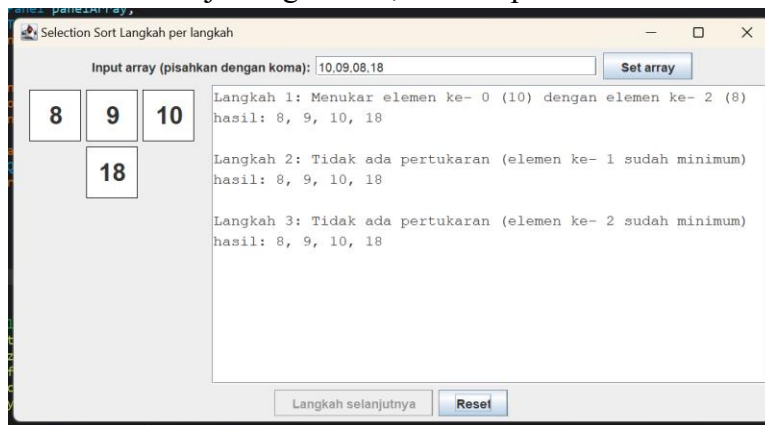 panelArray;
Selection Sort Langkah per langkah
Input array (pisahkan dengan koma): 10,09,08,18 Set array
8 9 10
18
Langkah 1: Menukar elemen ke- 0 (10) dengan elemen ke- 2 (8)
hasil: 8, 9, 10, 18
Langkah 2: Tidak ada pertukaran (elemen ke- 1 sudah minimum)
hasil: 8, 9, 10, 18
Langkah 3: Tidak ada pertukaran (elemen ke- 2 sudah minimum)
hasil: 8, 9, 10, 18
Langkah selanjutnya Reset